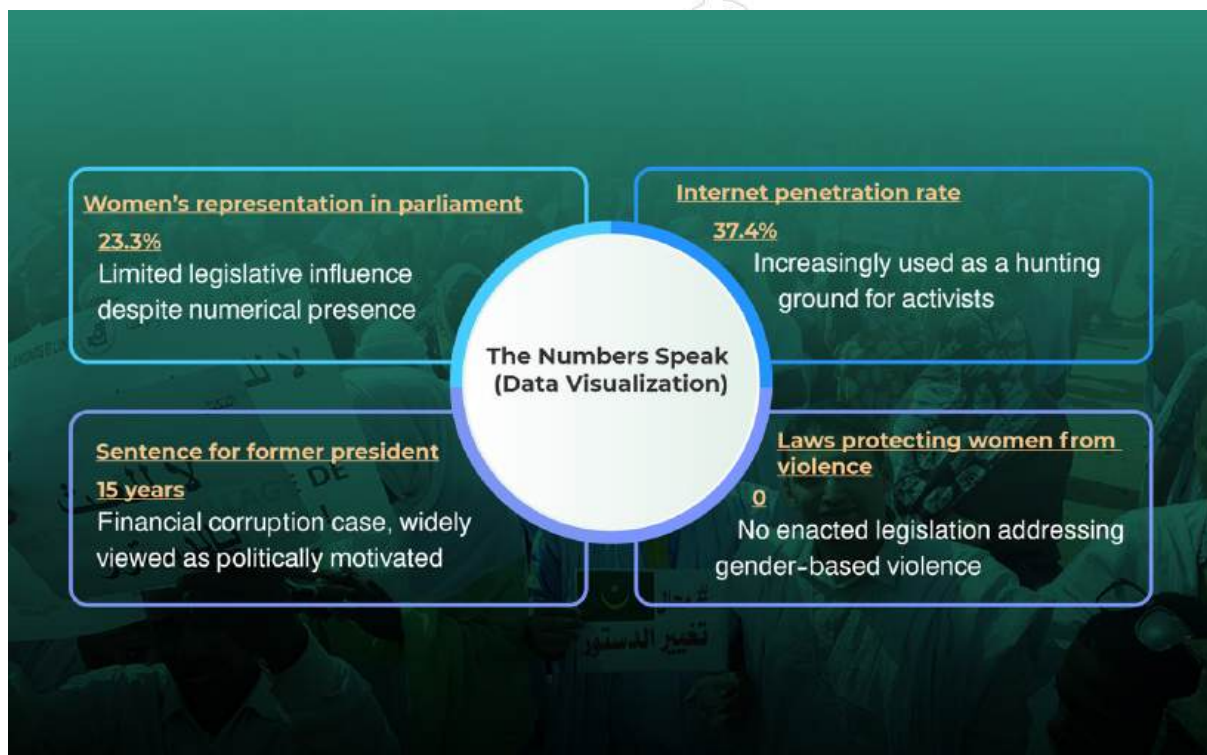 Women's representation in parliament
23.3%
Limited legislative influence
despite numerical presence
Internet penetration rate
37.4%
Increasingly used as a hunting
ground for activists
The Numbers Speak
(Data Visualization)
Sentence for former president
15 years
Financial corruption case, widely
viewed as politically motivated
Laws protecting women from
violence
0
No enacted legislation addressing
gender-based violence
تغيير الدستور